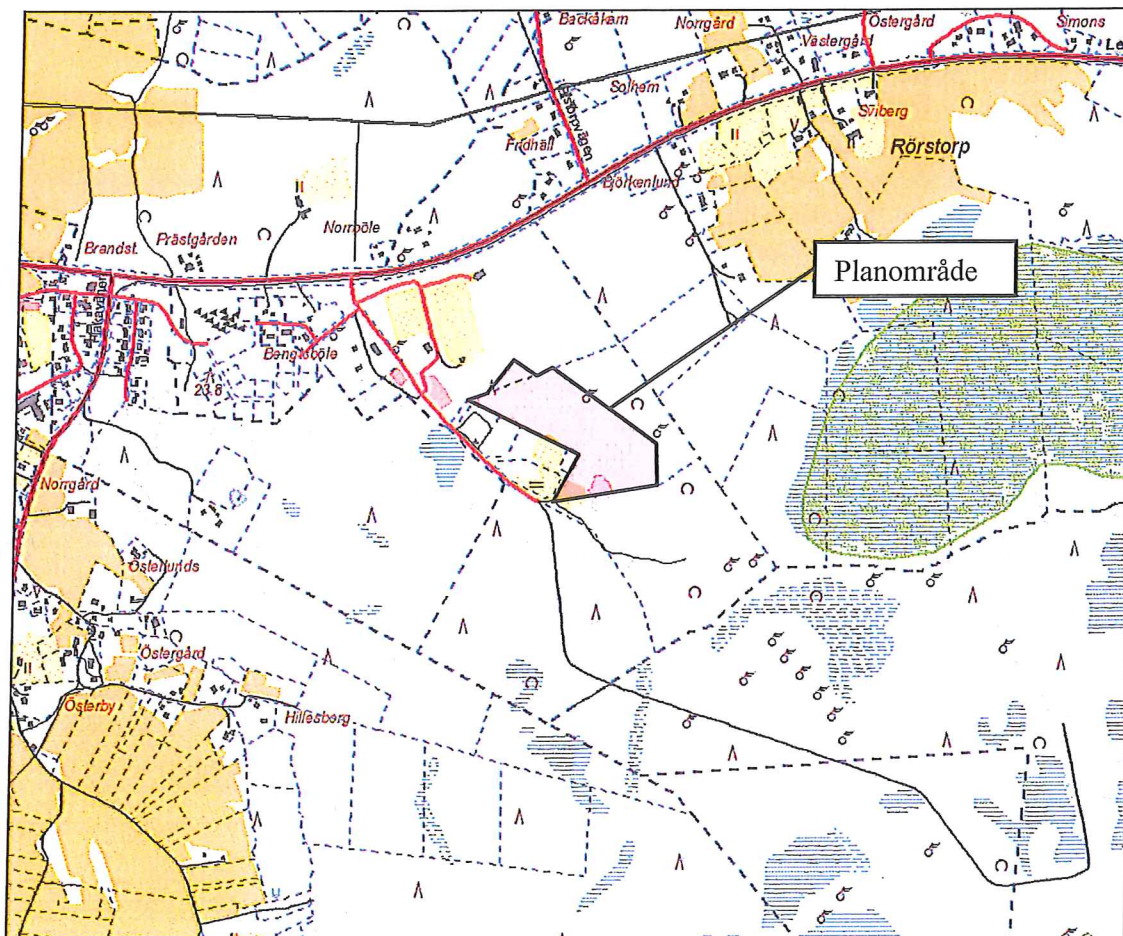 Backåkam
Norrgård
Östergård
Simons
Västergård
Solhem
Sviberg
Fridhäll
Rörstorp
Björkenlund
Norrböle
Prästgården
Brandst.
Planområde
Bengtsböle
23.8
Norrgård
Österlunds
Östergård
Österby
Hillesberg